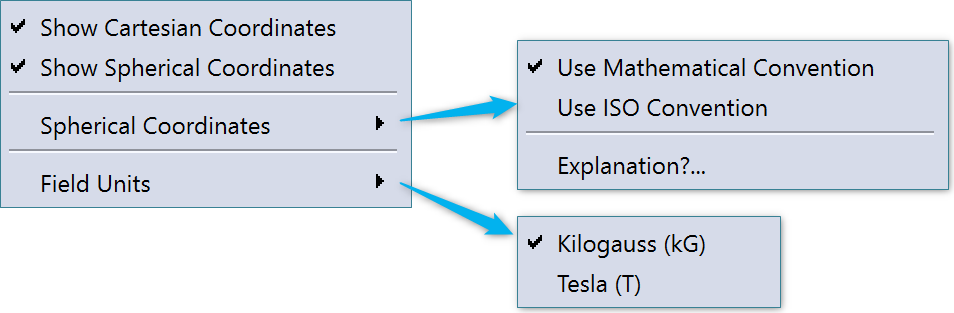 Show Cartesian Coordinates
Show Spherical Coordinates
Spherical Coordinates
Field Units
Use Mathematical Convention
Use ISO Convention
Explanation?...
Kilogauss (kG)
Tesla (T)